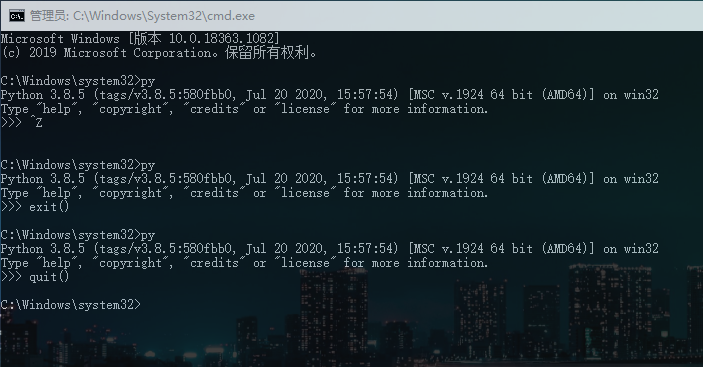 管理员: C:\Windows\System32\cmd.exe
Microsoft Windows [版本 10.0.18363.1082]
(c) 2019 Microsoft Corporation。保留所有权利。
C:\Windows\system32>py
Python 3.8.5 (tags/v3.8.5:580fbb0, Jul 20 2020, 15:57:54) [MSC v.1924 64 bit (AMD64)] on win32
Type "help", "copyright", "credits" or "license" for more information.
>>> ^Z
C:\Windows\system32>py
Python 3.8.5 (tags/v3.8.5:580fbb0, Jul 20 2020, 15:57:54) [MSC v.1924 64 bit (AMD64)] on win32
Type "help", "copyright", "credits" or "license" for more information.
>>> exit()
C:\Windows\system32>py
Python 3.8.5 (tags/v3.8.5:580fbb0, Jul 20 2020, 15:57:54) [MSC v.1924 64 bit (AMD64)] on win32
Type "help", "copyright", "credits" or "license" for more information.
>>> quit()
C:\Windows\system32>